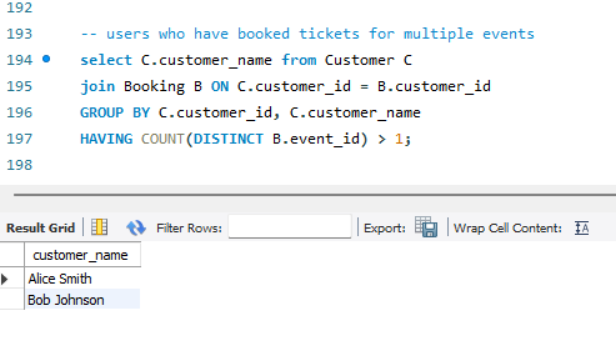 192
193 -- users who have booked tickets for multiple events
194 select C.customer_name from Customer C
195 join Booking B ON C.customer_id = B.customer_id
196 GROUP BY C.customer_id, C.customer_name
197 HAVING COUNT(DISTINCT B.event_id) > 1;
198
Result Grid Filter Rows: Export: Wrap Cell Content: IA
customer_name
Alice Smith
Bob Johnson